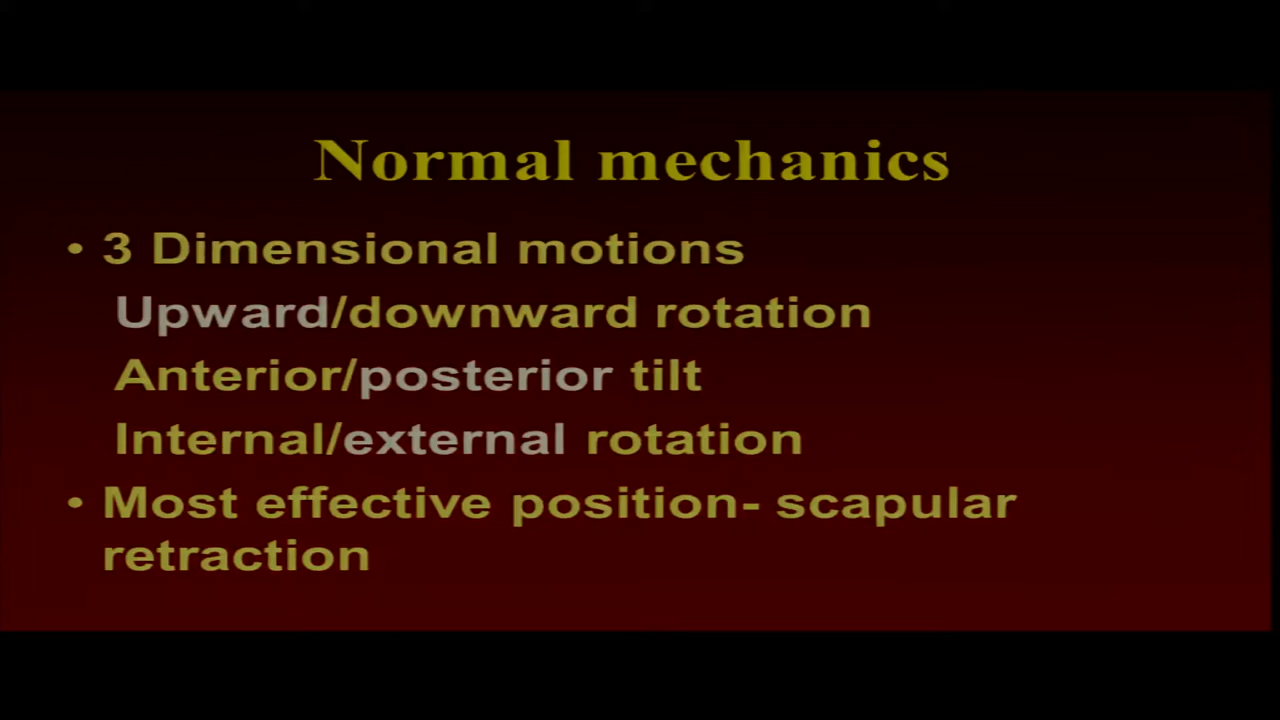 Normal mechanics
• 3 Dimensional motions
Upward/downward rotation
Anterior/posterior tilt
Internal/external rotation
• Most effective position- scapular
retraction